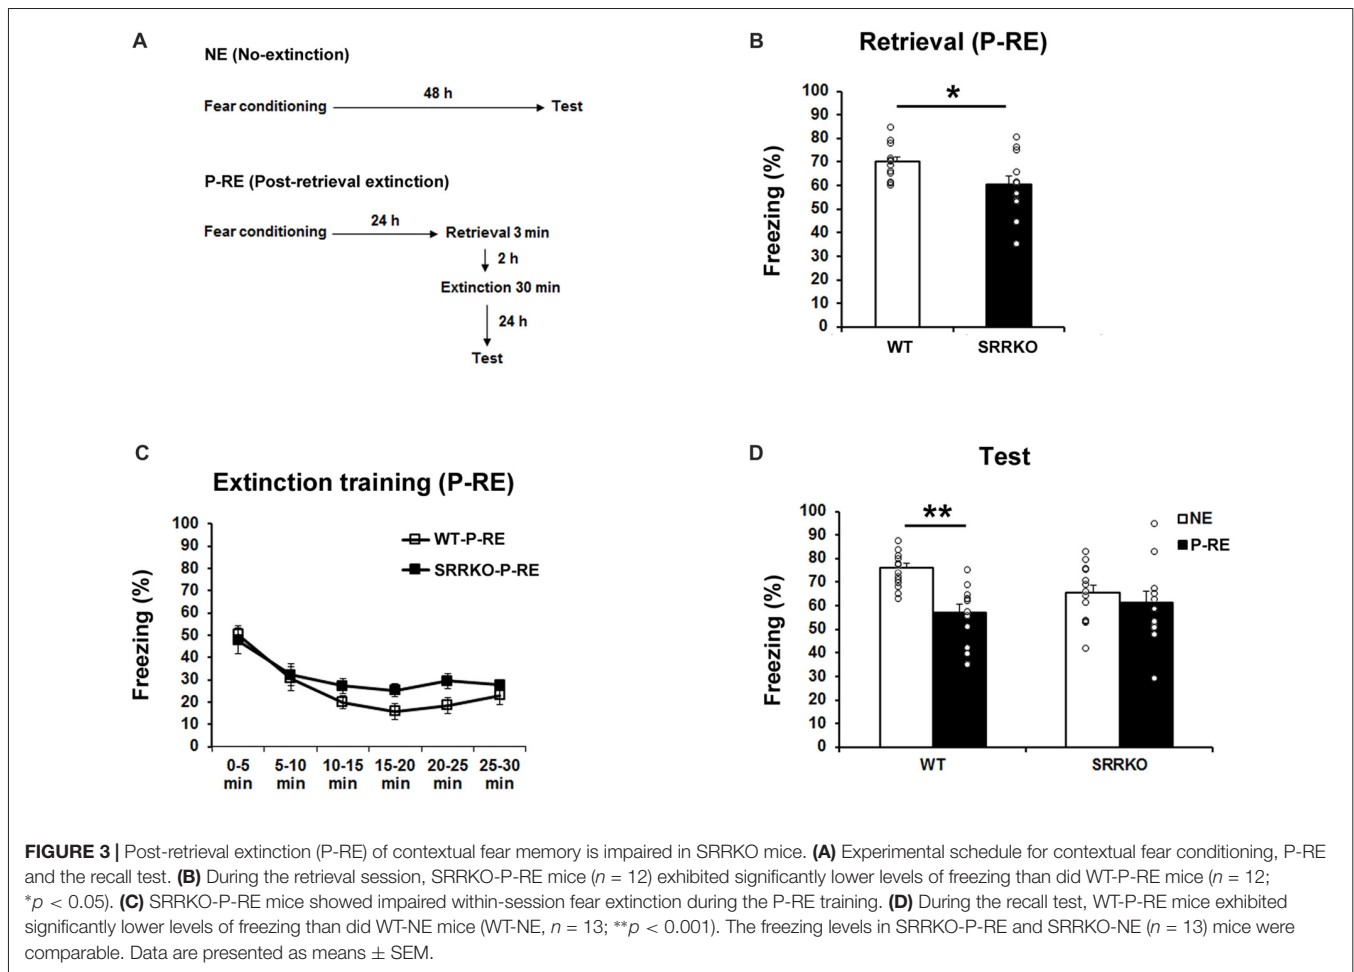 A
NE (No-extinction)
48 h
Fear conditioning
Test
P-RE (Post-retrieval extinction)
24 h
Fear conditioning
Retrieval 3 min
2 h
Extinction 30 min
24 h
Test
B
Retrieval (P-RE)
*
Freezing (%)
100
90
80
70
60
50
40
30
20
10
0
WT
SRRKO
C
Extinction training (P-RE)
WT-P-RE
SRRKO-P-RE
Freezing (%)
100
90
80
70
60
50
40
30
20
10
0
0-5 5-10 10-15 15-20 20-25 25-30
min min min min min min
D
Test
**
NE
P-RE
Freezing (%)
100
90
80
70
60
50
40
30
20
10
0
WT
SRRKO
FIGURE 3 | Post-retrieval extinction (P-RE) of contextual fear memory is impaired in SRRKO mice. (A) Experimental schedule for contextual fear conditioning, P-RE
and the recall test. (B) During the retrieval session, SRRKO-P-RE mice (n = 12) exhibited significantly lower levels of freezing than did WT-P-RE mice (n = 12;
*p < 0.05). (C) SRRKO-P-RE mice showed impaired within-session fear extinction during the P-RE training. (D) During the recall test, WT-P-RE mice exhibited
significantly lower levels of freezing than did WT-NE mice (WT-NE, n = 13; **p < 0.001). The freezing levels in SRRKO-P-RE and SRRKO-NE (n = 13) mice were
comparable. Data are presented as means ± SEM.